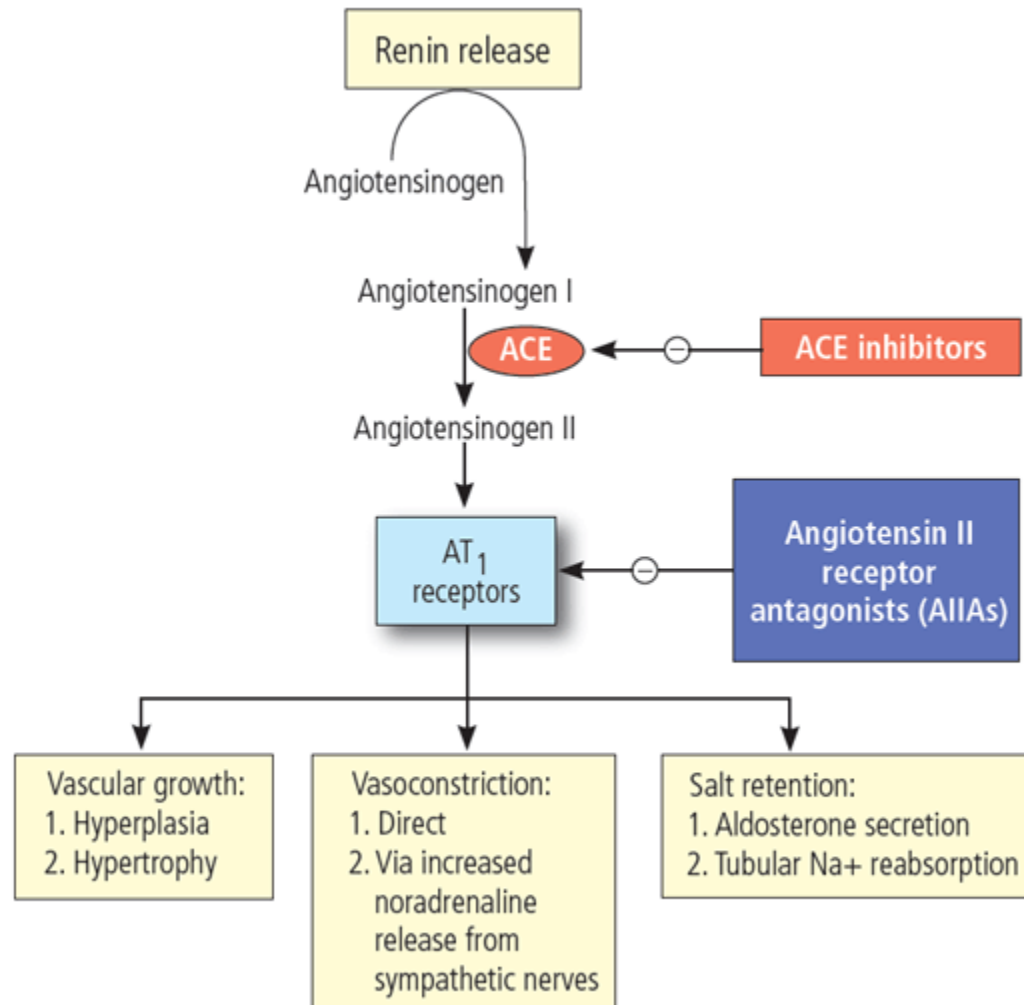 Renin release
Angiotensinogen
Angiotensinogen I
ACE
ACE inhibitors
Angiotensinogen II
AT1
receptors
Angiotensin II
receptor
antagonists (AIIAs)
Vascular growth:
1. Hyperplasia
2. Hypertrophy
Vasoconstriction:
1. Direct
2. Via increased
noradrenaline
release from
sympathetic nerves
Salt retention:
1. Aldosterone secretion
2. Tubular Na+ reabsorption